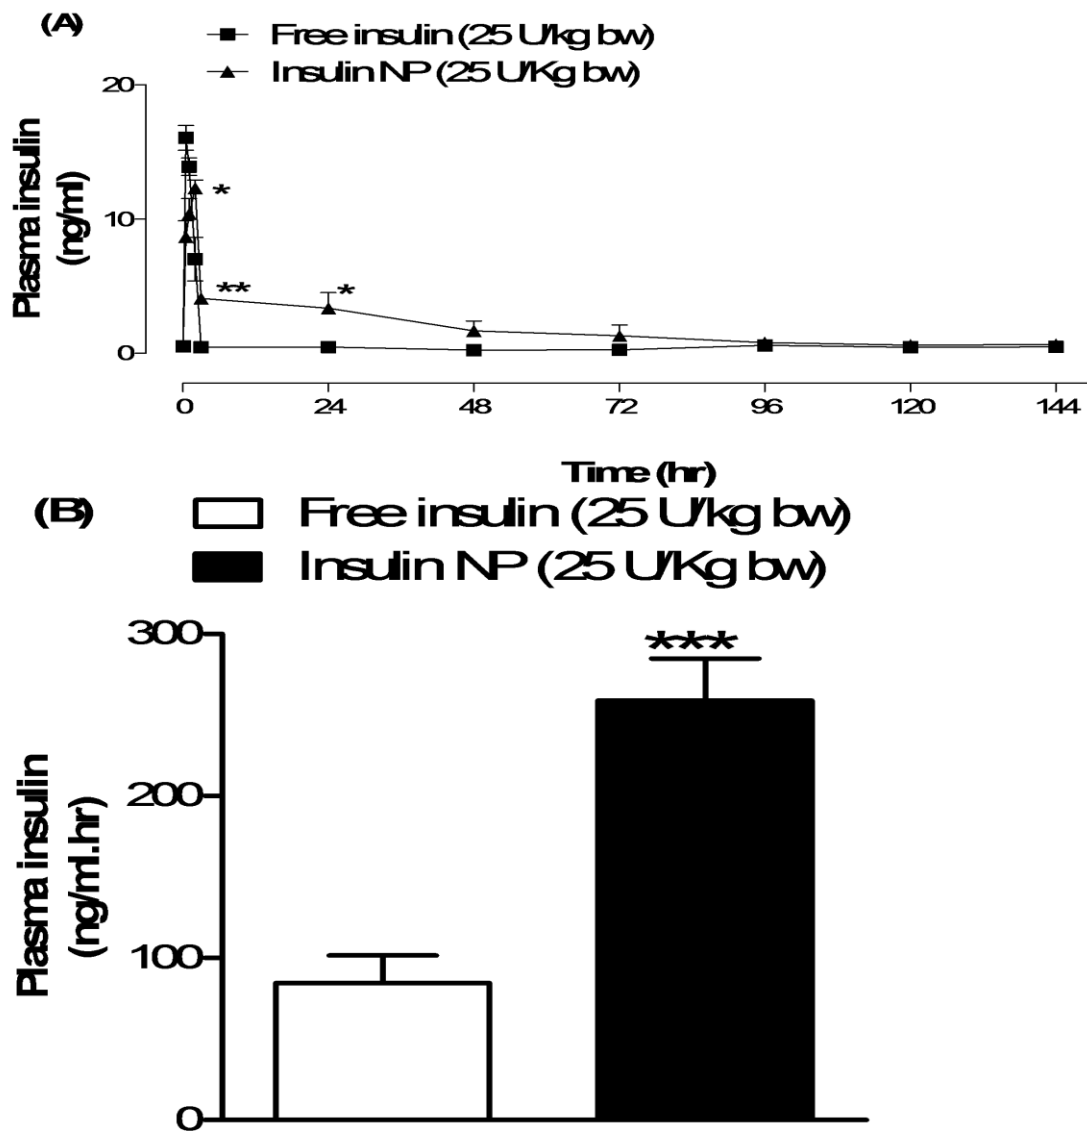 (A)
Free insulin (25 U/kg bw)
Insulin NP (25 U/Kg bw)
Plasma insulin
(ng/ml)
20
10
0
*
**
*
0 24 48 72 96 120 144
Time (hr)
(B)
Free insulin (25 U/kg bw)
Insulin NP (25 U/Kg bw)
Plasma insulin
(ng/ml.hr)
300
200
100
0
***